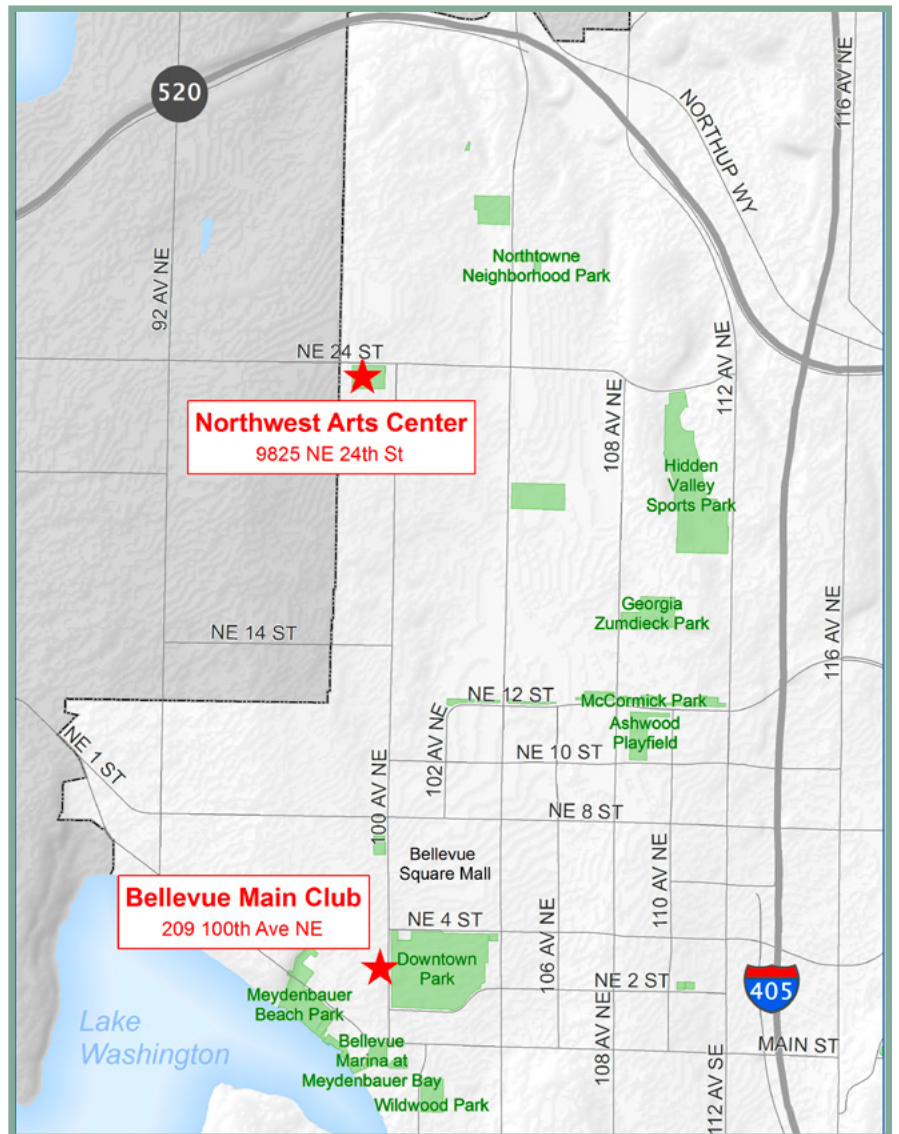 520
NORTHUP WY
116 AV NE
92 AV NE
Northtowne
Neighborhood Park
NE 24 ST
112 AV NE
Northwest Arts Center
9825 NE 24th St
108 AV NE
Hidden
Valley
Sports Park
Georgia
Zumdieck Park
116 AV NE
NE 14 ST
NE 12 ST
McCormick Park
Ashwood
Playfield
102 AV NE
NE 10 ST
NE 1 ST
100 AV NE
NE 8 ST
Bellevue
Square Mall
110 AV NE
Bellevue Main Club
209 100th Ave NE
NE 4 ST
106 AV NE
Downtown
Park
NE 2 ST
405
Meydenbauer
Beach Park
108 AV NE
Lake
Washington
Bellevue
Marina at
Meydenbauer Bay
MAIN ST
112 AV SE
Wildwood Park